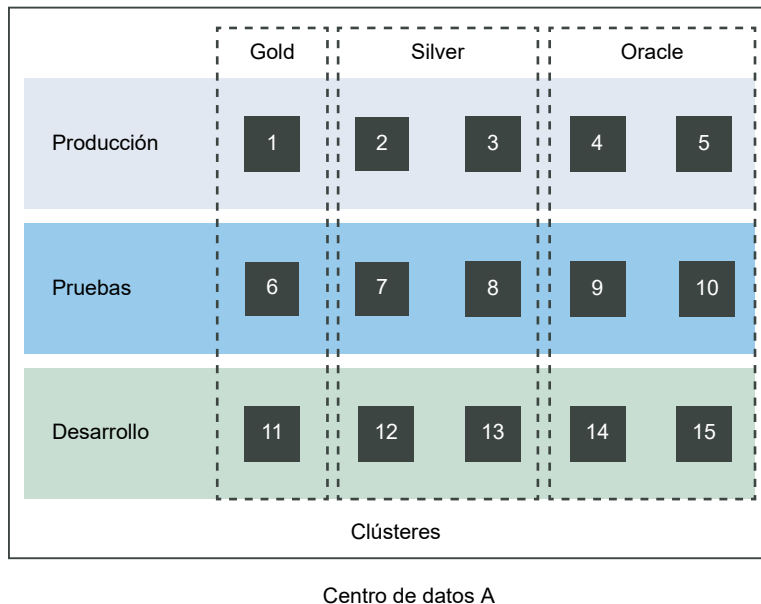 Gold Silver Oracle
Producción 1 2 3 4 5
Pruebas 6 7 8 9 10
Desarrollo 11 12 13 14 15
Clústeres
Centro de datos A